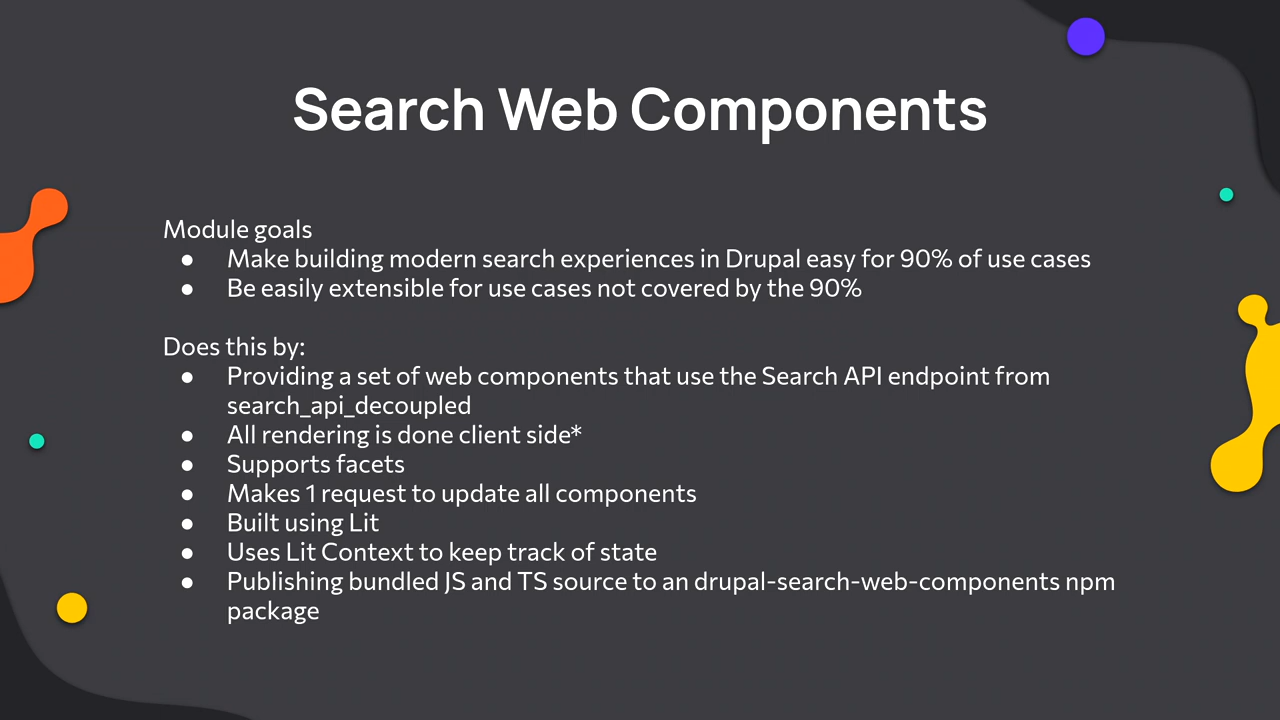 Search Web Components
Module goals
● Make building modern search experiences in Drupal easy for 90% of use cases
● Be easily extensible for use cases not covered by the 90%
Does this by:
● Providing a set of web components that use the Search API endpoint from
search_api_decoupled
● All rendering is done client side*
● Supports facets
● Makes 1 request to update all components
● Built using Lit
● Uses Lit Context to keep track of state
● Publishing bundled JS and TS source to an drupal-search-web-components npm
package